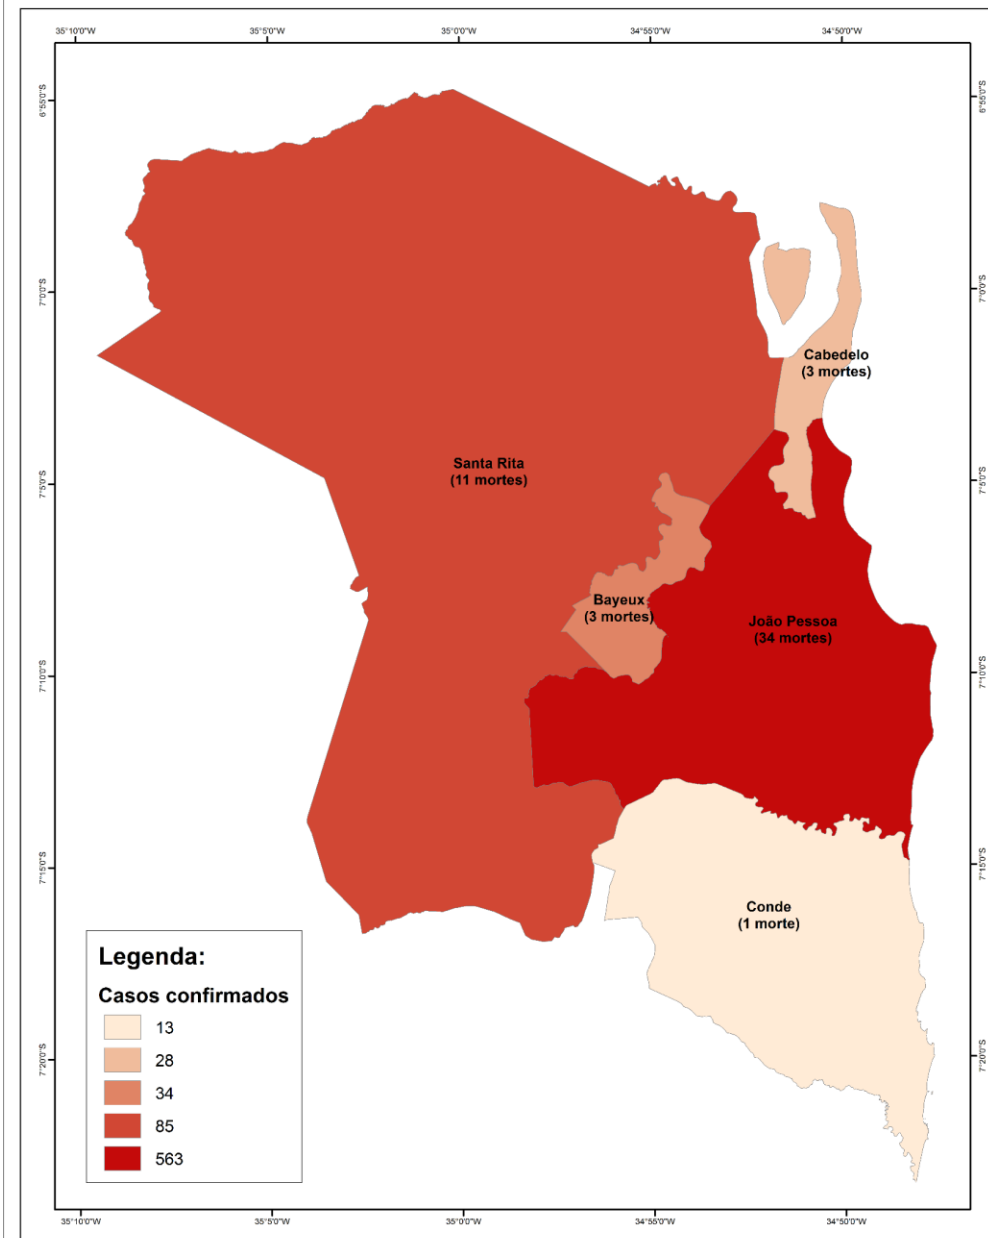 35°10'0"W 35°5'0"W 35°0'0"W 34°55'0"W 34°50'0"W
6°55'0"S 6°55'0"S
7°0'0"S 7°0'0"S
Cabedelo
(3 mortes)
Santa Rita
(11 mortes)
7°5'0"S 7°5'0"S
Bayeux
(3 mortes)
João Pessoa
(34 mortes)
7°10'0"S 7°10'0"S
7°15'0"S 7°15'0"S
Conde
(1 morte)
Legenda:
Casos confirmados
13
28
34
85
563
7°20'0"S 7°20'0"S
35°10'0"W 35°5'0"W 35°0'0"W 34°55'0"W 34°50'0"W